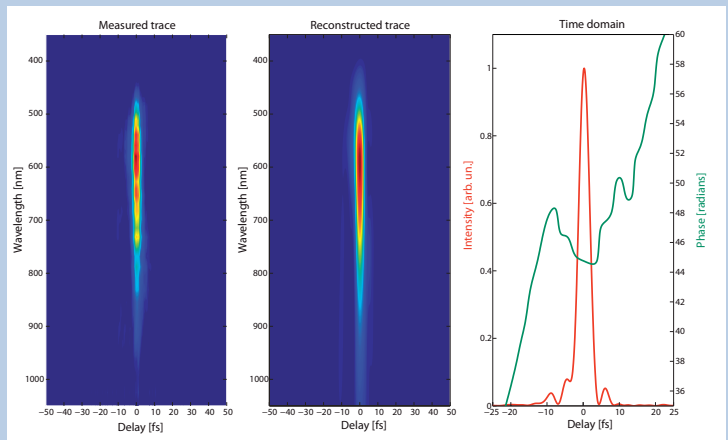 Measured trace
400
500
600
700
800
900
1000
Wavelength [nm]
−50 −40 −30 −20 −10 0 10 20 30 40 50
Delay [fs]
Reconstructed trace
400
500
600
700
800
900
1000
Wavelength [nm]
−50 −40 −30 −20 −10 0 10 20 30 40 50
Delay [fs]
Time domain
1
0.8
0.6
0.4
0.2
0
Intensity [arb. un.]
60
58
56
54
52
50
48
46
44
42
40
38
36
Phase [radians]
−25 −20 −10 0 10 20 25
Delay [fs]